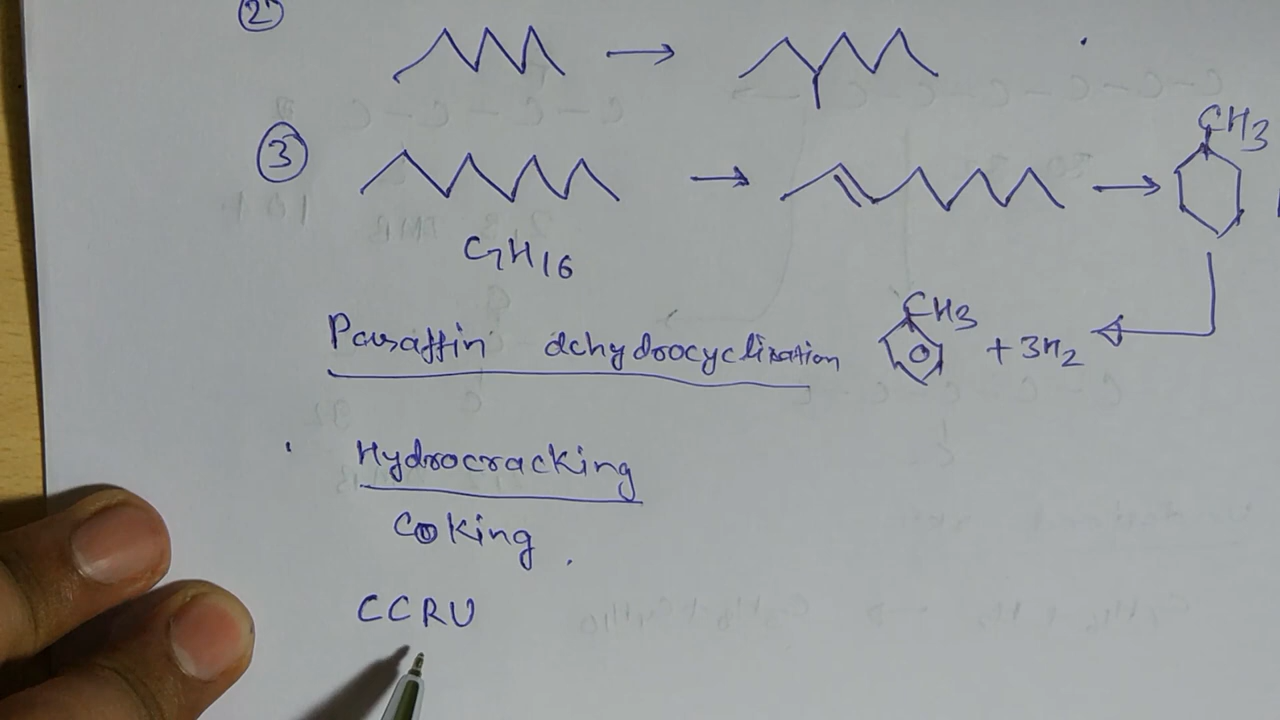 2
3
CH3
C7H16
CH3
Paraffin dehydrocyclization + 3H2
Hydrocracking
Coking
CCRU